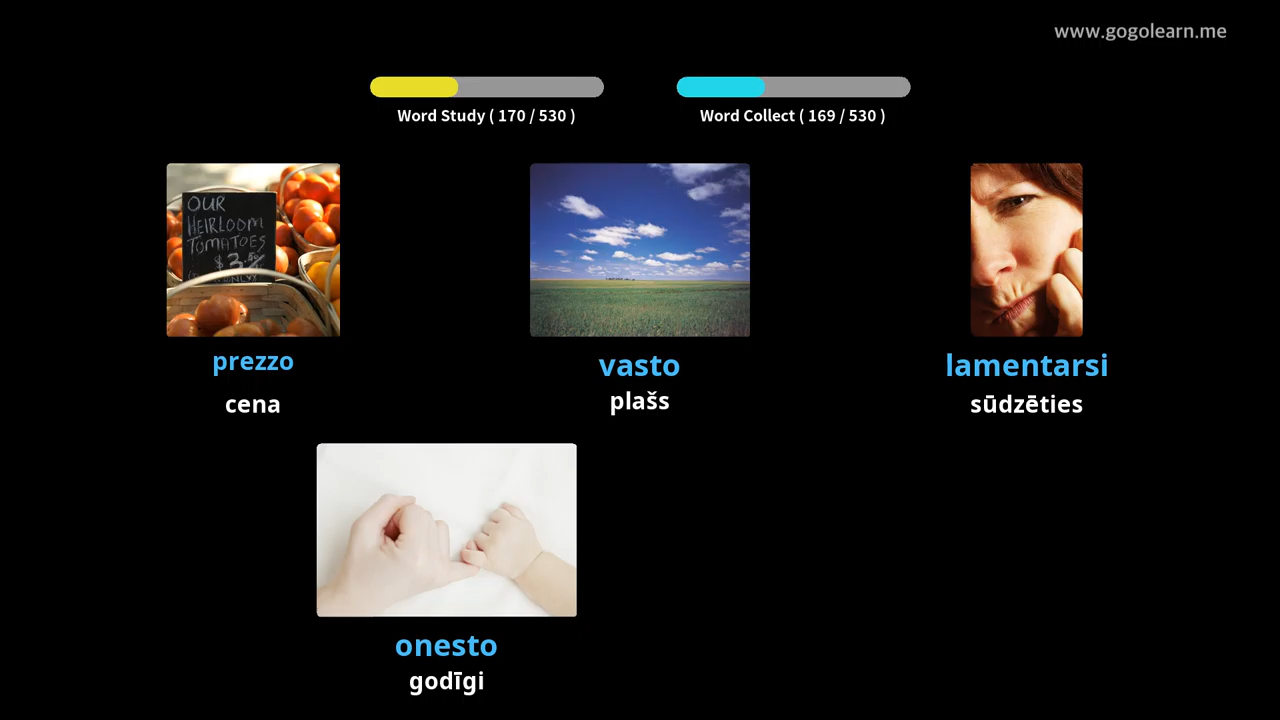 www.gogolearn.me
Word Study ( 170 / 530 )
Word Collect ( 169 / 530 )
OUR
HEIRLOOM
TOMATOES
prezzo
cena
vasto
plašs
lamentarsi
sūdzēties
onesto
godīgi